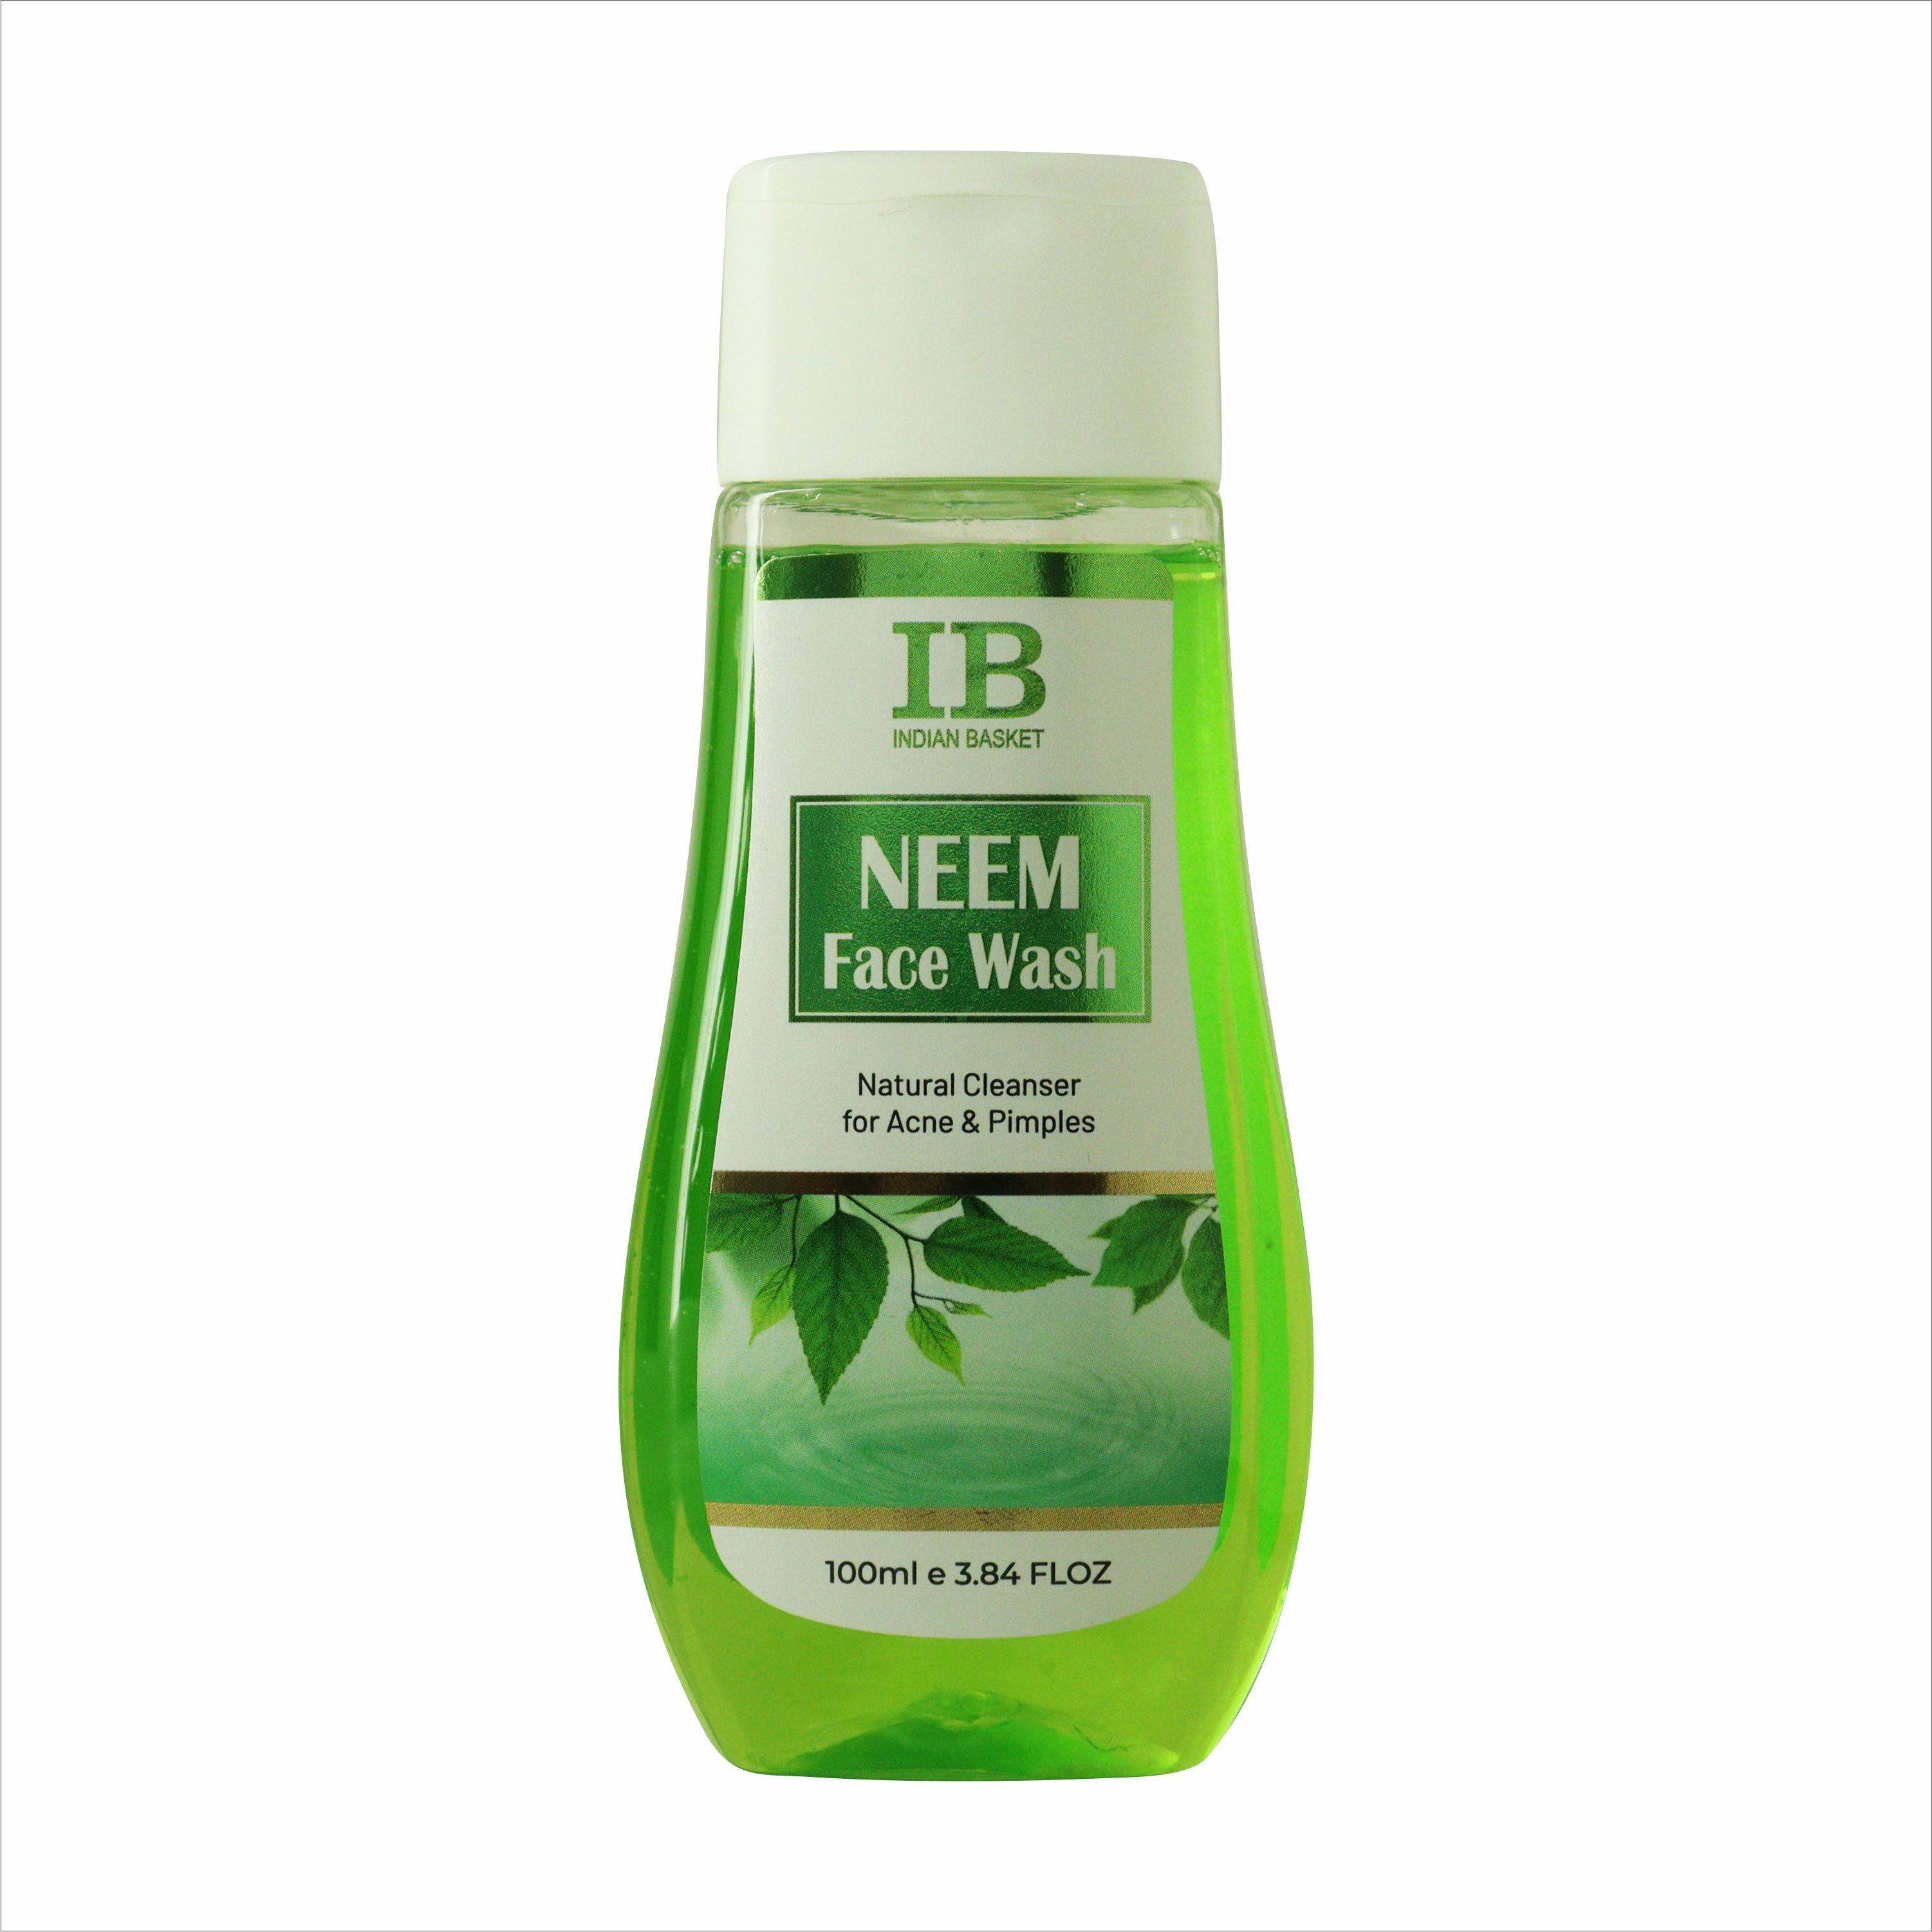 IB
INDIAN BASKET
NEEM
Face Wash
Natural Cleanser
for Acne & Pimples
100ml e 3.84 FLOZ